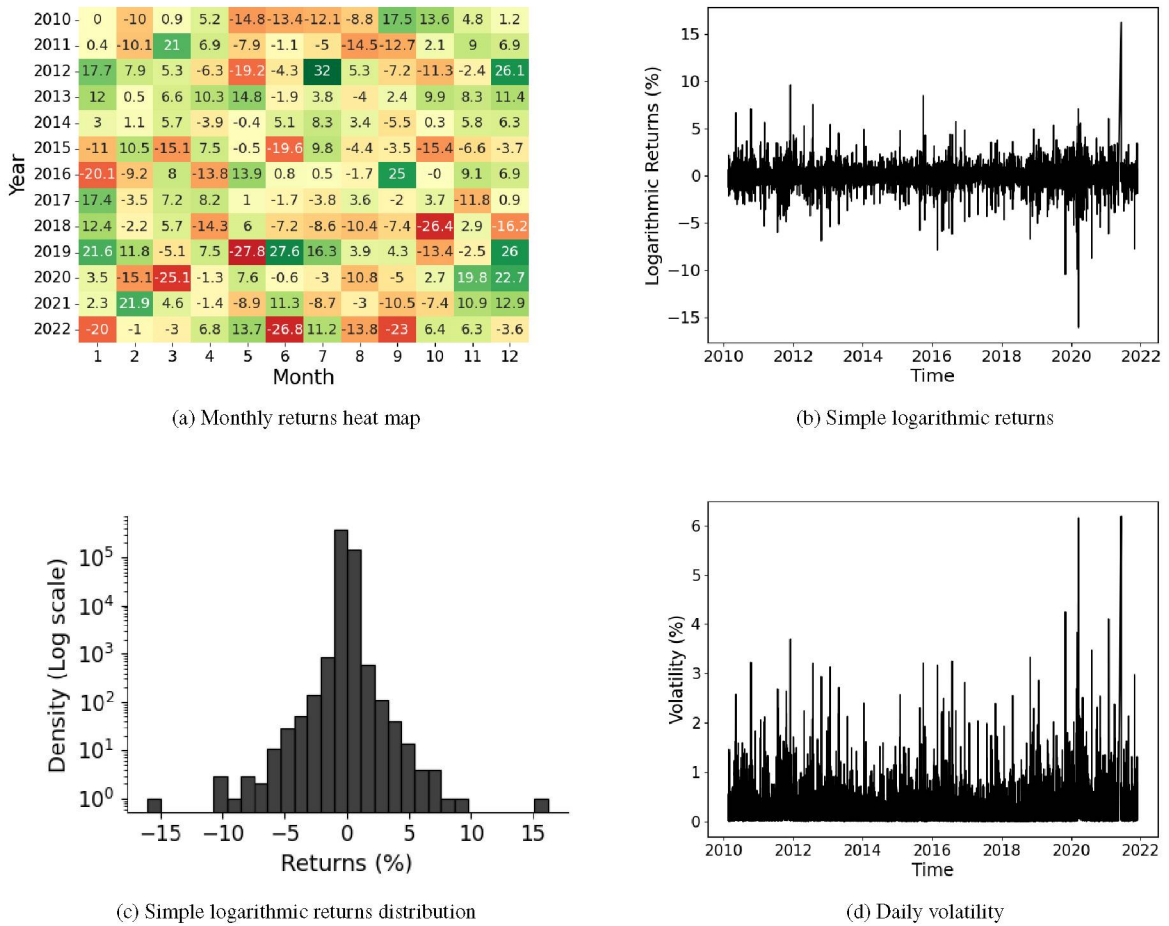 Year
2010 0 -10 0.9 5.2 -14.8 -13.4 -12.1 -8.8 17.5 13.6 4.8 1.2
2011 0.4 -10.1 21 6.9 -7.9 -1.1 -5 -14.5 -12.7 2.1 9 6.9
2012 17.7 7.9 5.3 -6.3 -19.2 -4.3 32 5.3 -7.2 -11.3 -2.4 26.1
2013 12 0.5 6.6 10.3 14.8 -1.9 3.8 -4 2.4 9.9 8.3 11.4
2014 3 1.1 5.7 -3.9 -0.4 5.1 8.3 3.4 -5.5 0.3 5.8 6.3
2015 -11 10.5 -15.1 7.5 -0.5 -19.6 9.8 -4.4 -3.5 -15.4 -6.6 -3.7
2016 -20.1 -9.2 8 -13.8 13.9 0.8 0.5 -1.7 25 -0 9.1 6.9
2017 17.4 -3.5 7.2 8.2 1 -1.7 -3.8 3.6 -2 3.7 -11.8 0.9
2018 12.4 -2.2 5.7 -14.3 6 -7.2 -8.6 -10.4 -7.4 -26.4 2.9 -16.2
2019 21.6 11.8 -5.1 7.5 -27.8 27.6 16.3 3.9 4.3 -13.4 -2.5 26
2020 3.5 -15.1 -25.1 -1.3 7.6 -0.6 -3 -10.8 -5 2.7 19.8 22.7
2021 2.3 21.9 4.6 -1.4 -8.9 11.3 -8.7 -3 -10.5 -7.4 10.9 12.9
2022 -20 -1 -3 6.8 13.7 -26.8 11.2 -13.8 -23 6.4 6.3 -3.6
1 2 3 4 5 6 7 8 9 10 11 12
Month
(a) Monthly returns heat map
Logarithmic Returns (%)
15
10
5
0
−5
−10
−15
2010 2012 2014 2016 2018 2020 2022
Time
(b) Simple logarithmic returns
Density (Log scale)
10⁵
10⁴
10³
10²
10¹
10⁰
−15 −10 −5 0 5 10 15
Returns (%)
(c) Simple logarithmic returns distribution
Volatility (%)
6
5
4
3
2
1
0
2010 2012 2014 2016 2018 2020 2022
Time
(d) Daily volatility